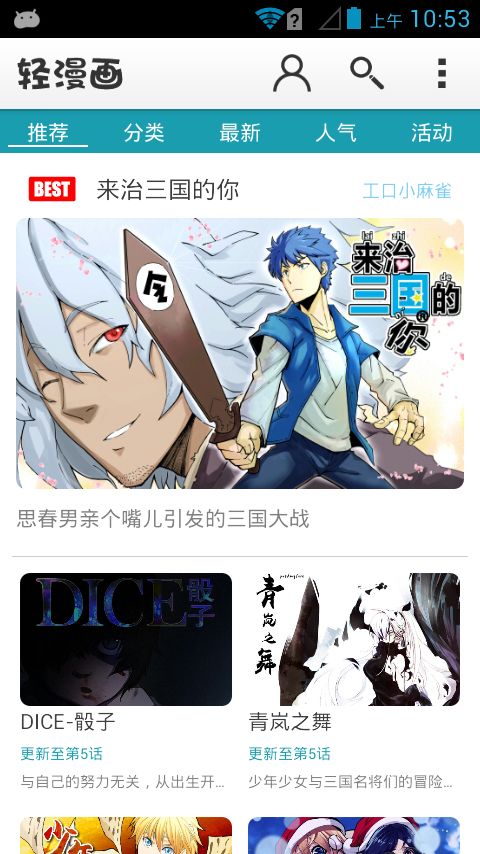 上午 10:53
轻漫画
推荐 分类 最新 人气 活动
BEST 来治三国的你 工口小麻雀
来治
三国的
你
思春男亲个嘴儿引发的三国大战
DICE骰子
青岚之舞
DICE-骰子
更新至第5话
与自己的努力无关，从出生开...
青岚之舞
更新至第5话
少年少女与三国名将们的冒险...